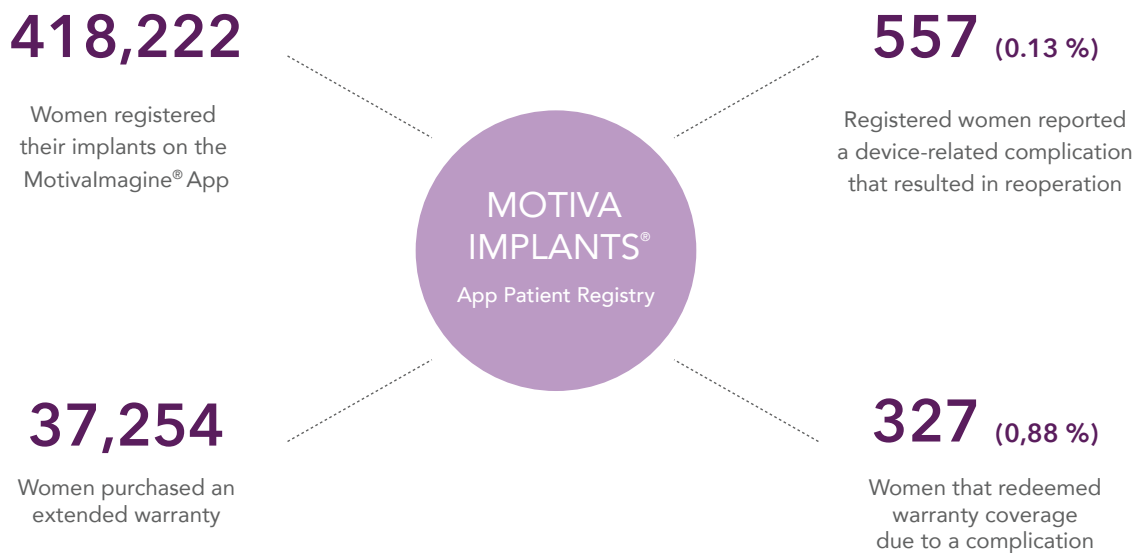 418,222
Women registered
their implants on the
MotivaImagine® App
557 (0.13 %)
Registered women reported
a device-related complication
that resulted in reoperation
MOTIVA
IMPLANTS®
App Patient Registry
37,254
Women purchased an
extended warranty
327 (0,88 %)
Women that redeemed
warranty coverage
due to a complication